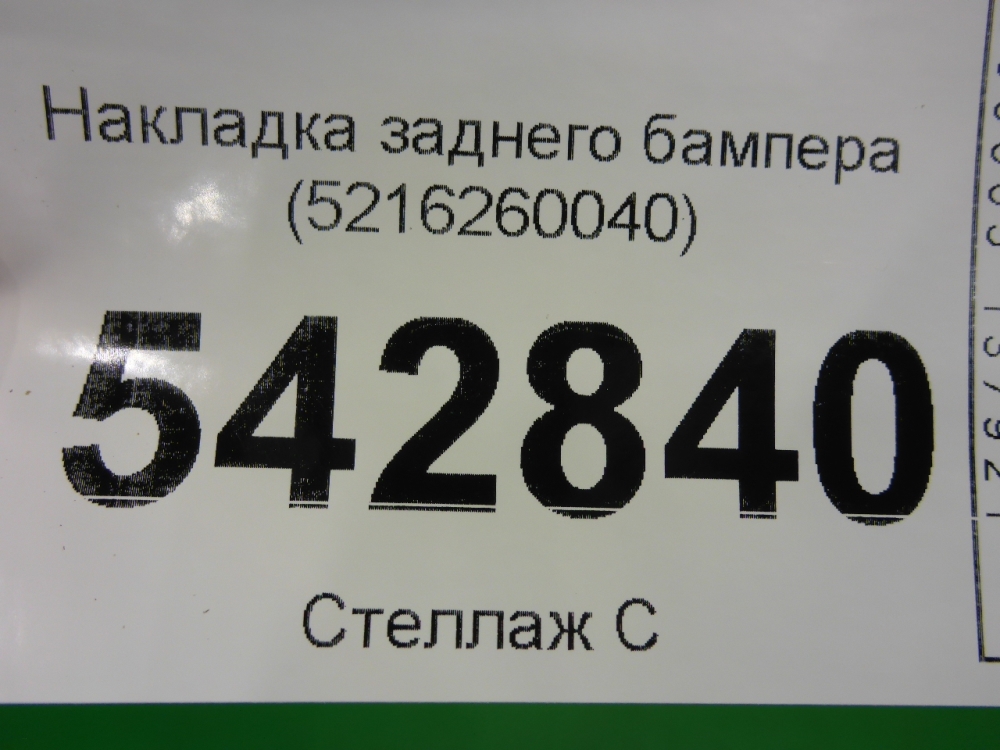 Накладка заднего бампера
(5216260040)
542840
Стеллаж С